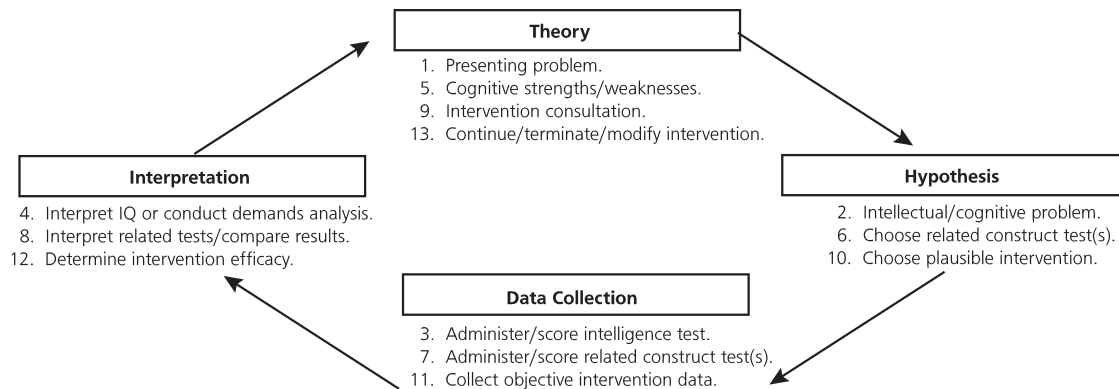 Theory
1. Presenting problem.
5. Cognitive strengths/weaknesses.
9. Intervention consultation.
13. Continue/terminate/modify intervention.
Interpretation
4. Interpret IQ or conduct demands analysis.
8. Interpret related tests/compare results.
12. Determine intervention efficacy.
Hypothesis
2. Intellectual/cognitive problem.
6. Choose related construct test(s).
10. Choose plausible intervention.
Data Collection
3. Administer/score intelligence test.
7. Administer/score related construct test(s).
11. Collect objective intervention data.